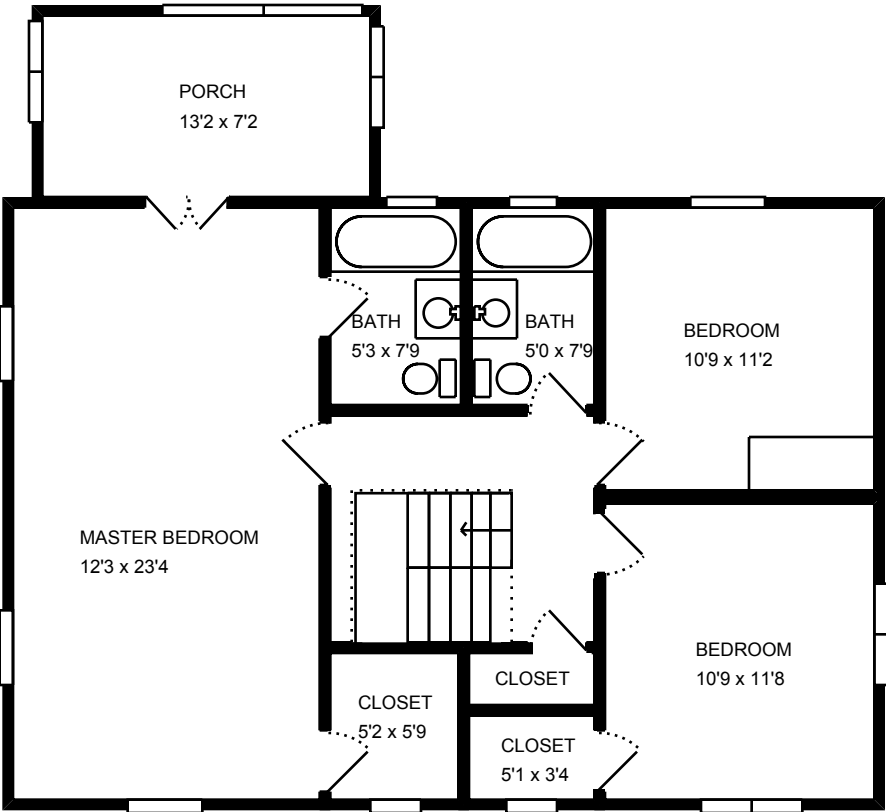 PORCH
13'2 x 7'2
BATH
5'3 x 7'9
BATH
5'0 x 7'9
BEDROOM
10'9 x 11'2
MASTER BEDROOM
12'3 x 23'4
BEDROOM
10'9 x 11'8
CLOSET
CLOSET
5'2 x 5'9
CLOSET
5'1 x 3'4